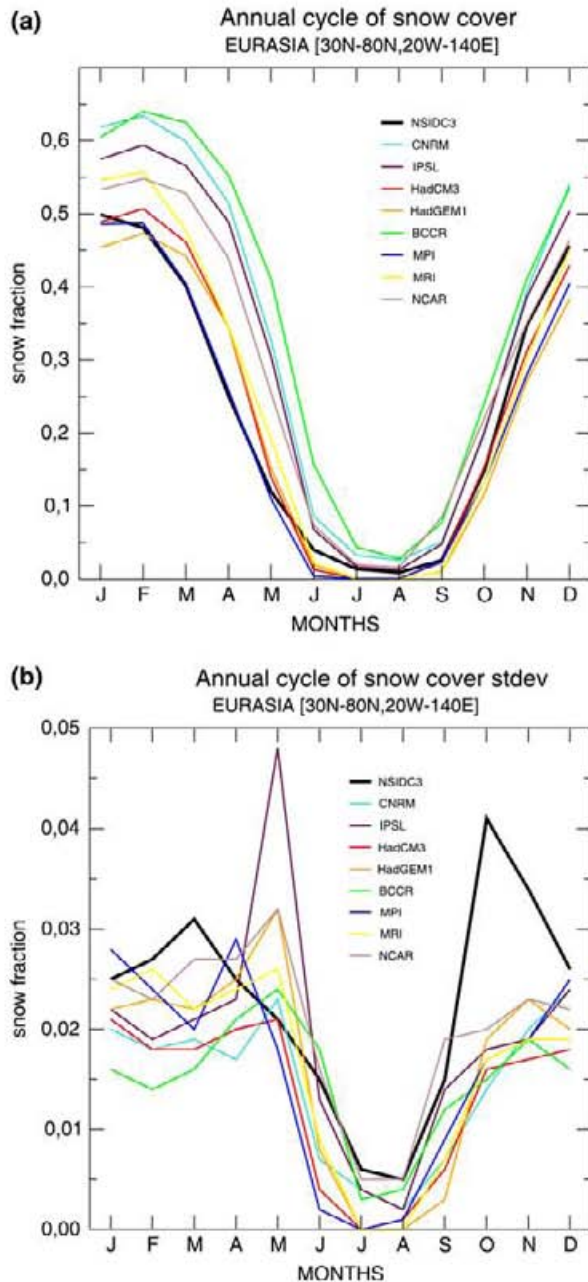 (a)
Annual cycle of snow cover
EURASIA [30N-80N,20W-140E]
snow fraction
0.6
0.5
0.4
0,3
0,2
0,1
0,0
NSIDC3
CNRM
IPSL
HadCM3
HadGEM1
BCCR
MPI
MRI
NCAR
J F M A M J J A S O N D
MONTHS
(b)
Annual cycle of snow cover stdev
EURASIA [30N-80N,20W-140E]
snow fraction
0,05
0,04
0,03
0,02
0,01
0,00
NSIDC3
CNRM
IPSL
HadCM3
HadGEM1
BCCR
MPI
MRI
NCAR
J F M A M J J A S O N D
MONTHS